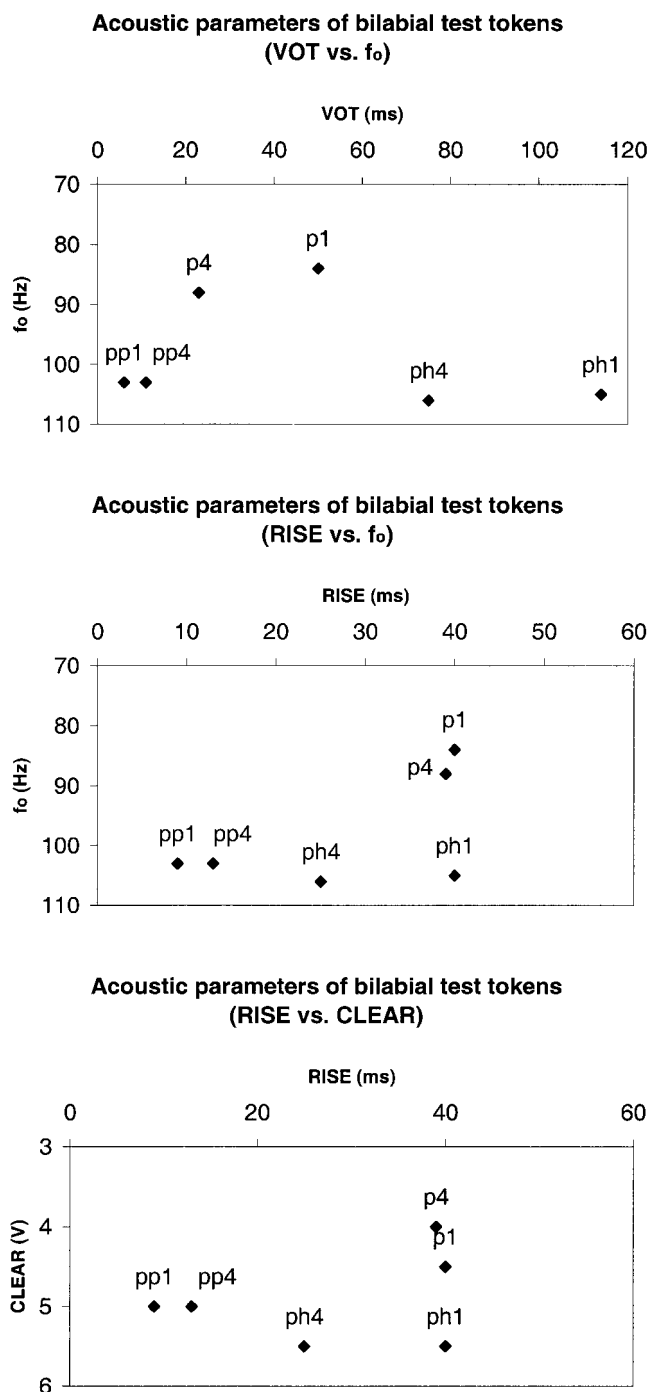 Acoustic parameters of bilabial test tokens
(VOT vs. fo)
VOT (ms)
0 20 40 60 80 100 120
70
80
90
100
110
fo (Hz)
p1
p4
pp1 pp4
ph4
ph1
Acoustic parameters of bilabial test tokens
(RISE vs. fo)
RISE (ms)
0 10 20 30 40 50 60
70
80
90
100
110
fo (Hz)
p1
p4
pp1 pp4
ph4
ph1
Acoustic parameters of bilabial test tokens
(RISE vs. CLEAR)
RISE (ms)
0 20 40 60
3
4
5
6
CLEAR (V)
p4
p1
pp1 pp4
ph4
ph1